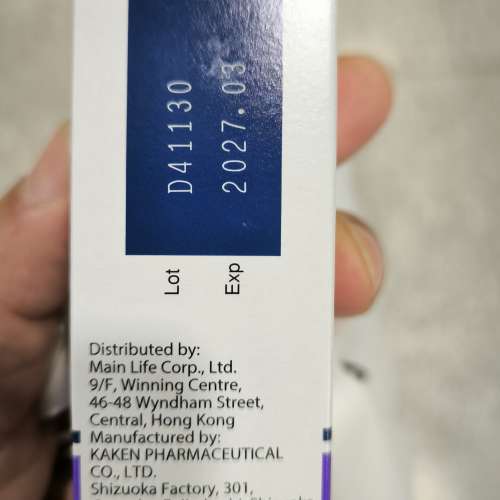 Lot D41130
Exp 2027.03
Distributed by:
Main Life Corp., Ltd.
9/F, Winning Centre,
46-48 Wyndham Street,
Central, Hong Kong
Manufactured by:
KAKEN PHARMACEUTICAL
CO., LTD.
Shizuoka Factory, 301,